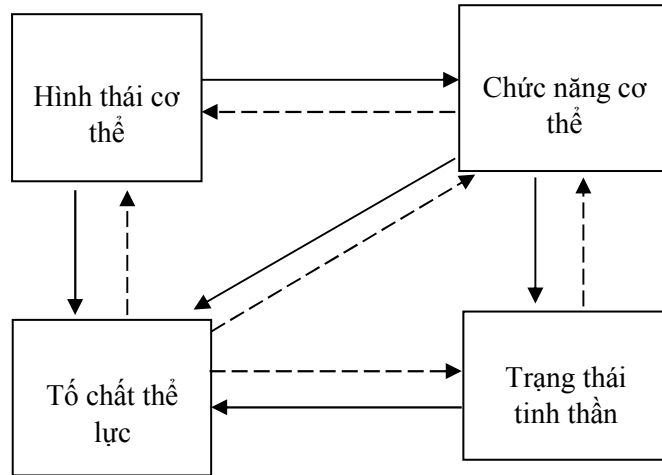 Hình thái cơ
thể
Chức năng cơ
thể
Tố chất thể
lực
Trạng thái
tinh thần